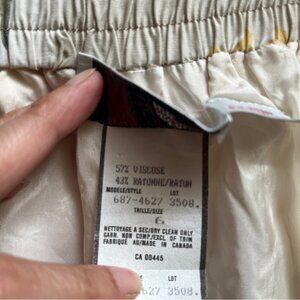 57% VISCOSE
43% RAYONNE/RAYON
MODELE/STYLE LOT
687-4627 3508.
TAILLE/SIZE
6
NETTOYAGE A SEC/DRY CLEAN ONLY
GARN. NON COMP/EXCL. OF TRIM
FABRIQUE AU/MADE IN CANADA
CA 00445
LOT
4627 3508.